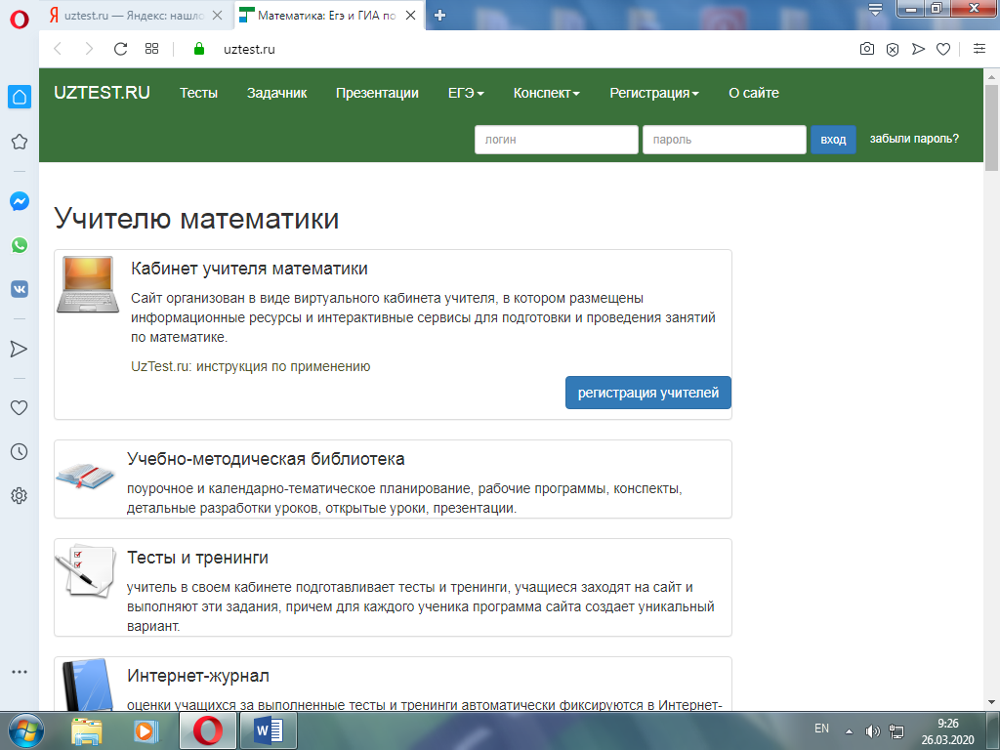 uztest.ru — Яндекс: нашло
Математика: Егэ и ГИА по
uztest.ru
UZTEST.RU Тесты Задачник Презентации ЕГЭ Конспект Регистрация О сайте
логин пароль вход забыли пароль?
Учителю математики
Кабинет учителя математики
Сайт организован в виде виртуального кабинета учителя, в котором размещены
информационные ресурсы и интерактивные сервисы для подготовки и проведения занятий
по математике.
UzTest.ru: инструкция по применению
регистрация учителей
Учебно-методическая библиотека
поурочное и календарно-тематическое планирование, рабочие программы, конспекты,
детальные разработки уроков, открытые уроки, презентации.
Тесты и тренинги
учитель в своем кабинете подготавливает тесты и тренинги, учащиеся заходят на сайт и
выполняют эти задания, причем для каждого ученика программа сайта создает уникальный
вариант.
Интернет-журнал
оценки учащихся за выполненные тесты и тренинги автоматически фиксируются в Интернет-
EN
9:26
26.03.2020